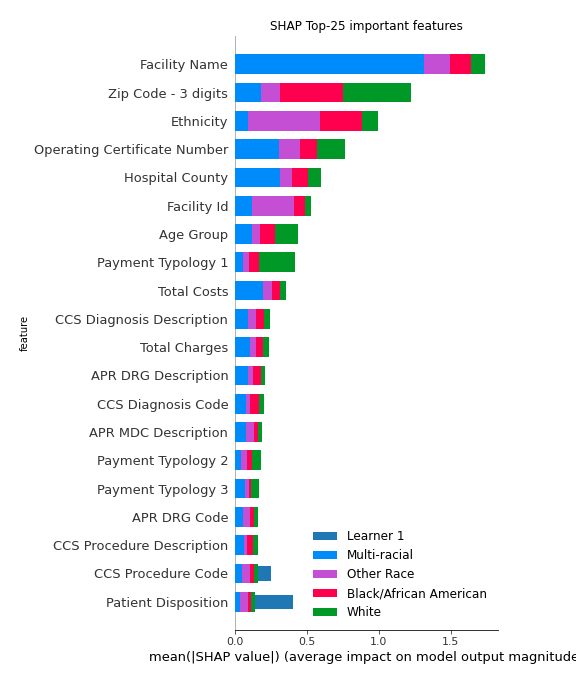 SHAP Top-25 important features
Facility Name
Zip Code - 3 digits
Ethnicity
Operating Certificate Number
Hospital County
Facility Id
Age Group
Payment Typology 1
Total Costs
CCS Diagnosis Description
Total Charges
APR DRG Description
CCS Diagnosis Code
APR MDC Description
Payment Typology 2
Payment Typology 3
APR DRG Code
CCS Procedure Description
CCS Procedure Code
Patient Disposition
feature
Learner 1
Multi-racial
Other Race
Black/African American
White
0.0 0.5 1.0 1.5
mean(|SHAP value|) (average impact on model output magnitude